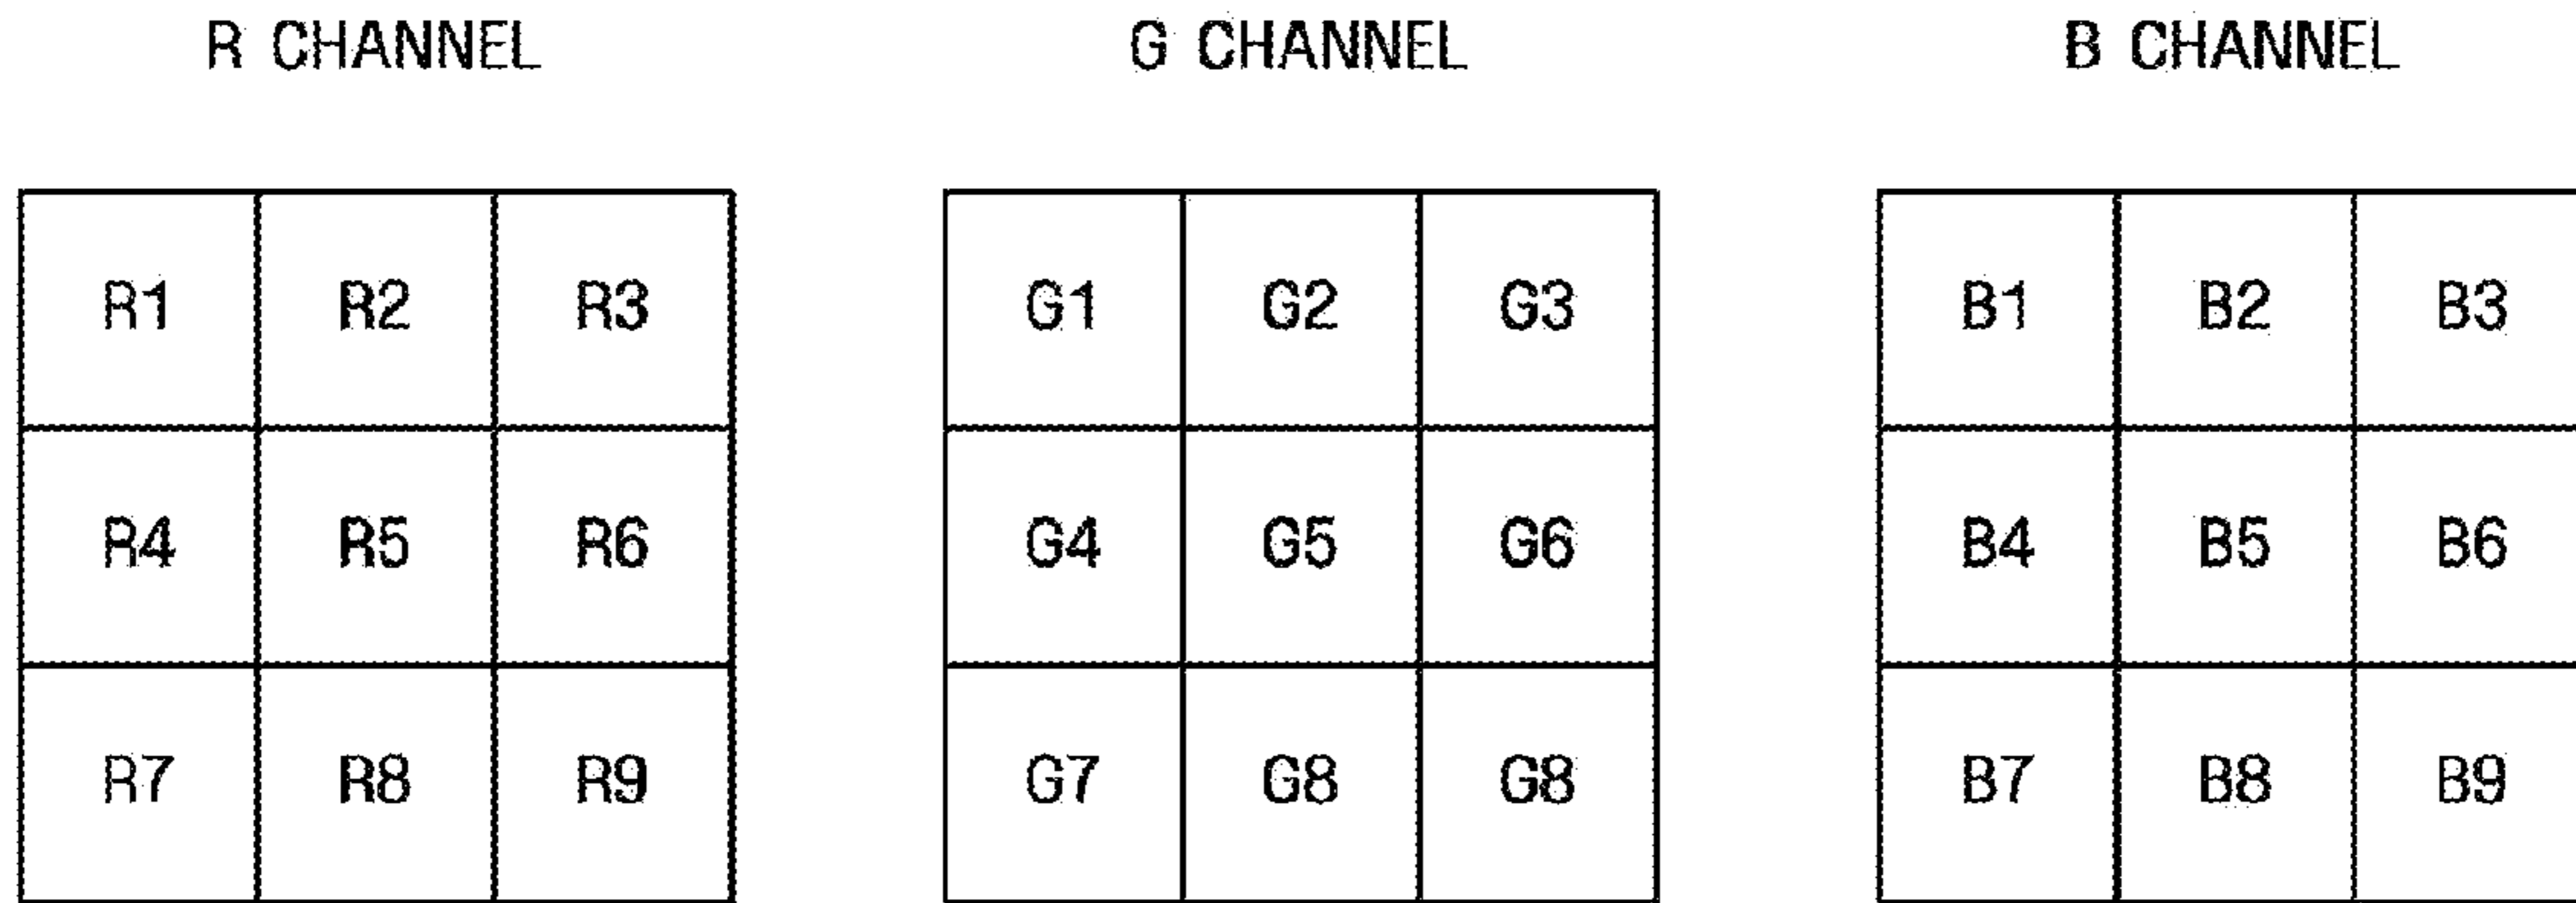 R CHANNEL G CHANNEL B CHANNEL
R1 R2 R3 G1 G2 G3 B1 B2 B3
R4 R5 R6 G4 G5 G6 B4 B5 B6
R7 R8 R9 G7 G8 G8 B7 B8 B9